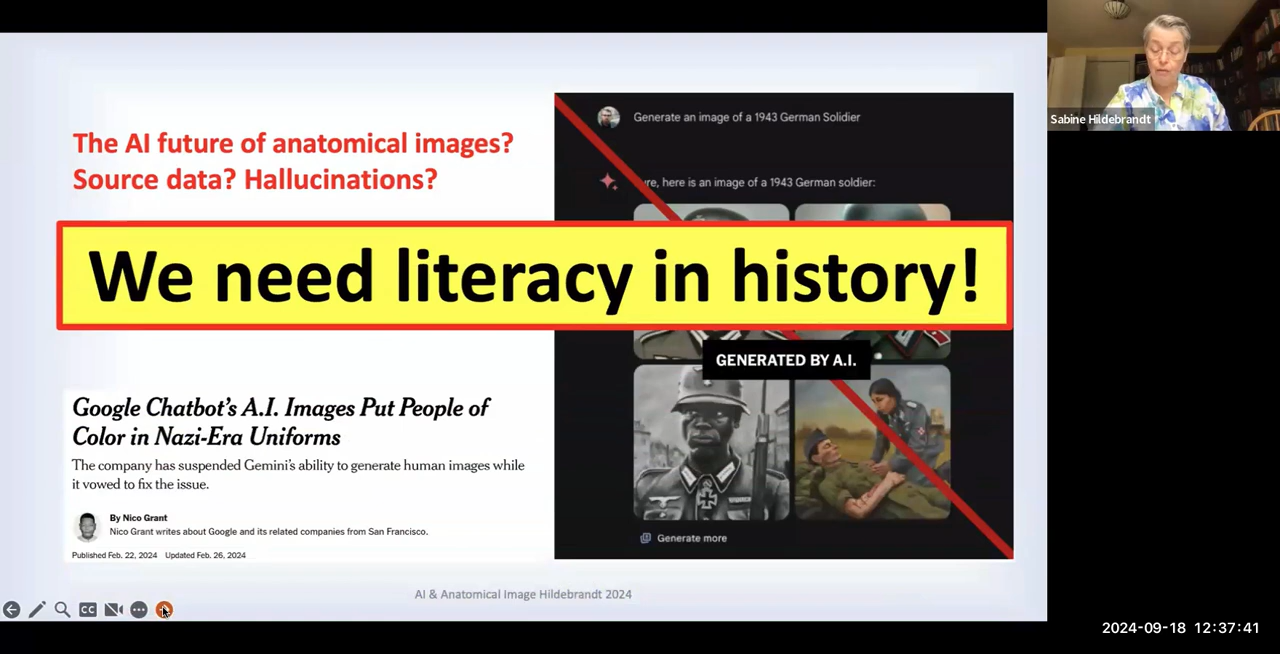 The AI future of anatomical images?
Source data? Hallucinations?
Generate an image of a 1943 German Solidier
here is an image of a 1943 German soldier:
We need literacy in history!
GENERATED BY A.I.
Google Chatbot's A.I. Images Put People of
Color in Nazi-Era Uniforms
The company has suspended Gemini's ability to generate human images while
it vowed to fix the issue.
By Nico Grant
Nico Grant writes about Google and its related companies from San Francisco.
Published Feb. 22, 2024 Updated Feb. 26, 2024
Generate more
AI & Anatomical Image Hildebrandt 2024
CC
Sabine Hildebrandt
2024-09-18 12:37:41